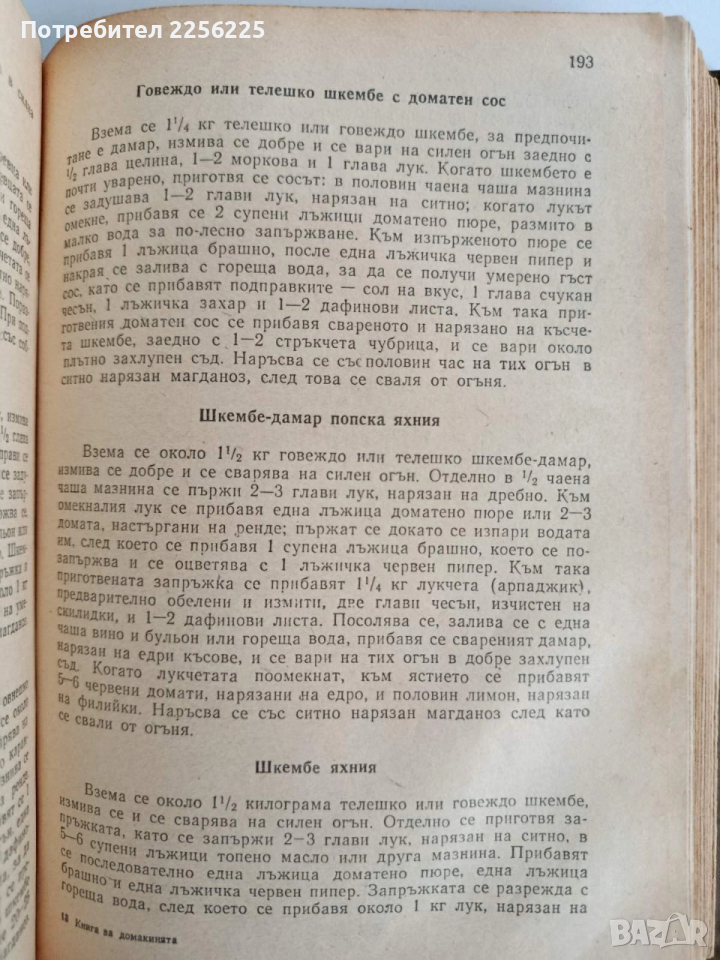 Потребител 2256225
193
Говеждо или телешко шкембе с доматен сос
Взема се 1¼ кг телешко или говеждо шкембе, за предпочи-
тане е дамар, измива се добре и се вари на силен огън заедно с
½ глава целина, 1—2 моркова и 1 глава лук. Когато шкембето е
почти уварено, приготвя се сосът: в половин чаена чаша мазнина
се задушава 1—2 глави лук, нарязан на ситно; когато лукът
омекне, прибавя се 2 супени лъжици доматено пюре, размито в
малко вода за по-лесно запържване. Към изпърженото пюре се
прибавя 1 лъжица брашно, после една лъжичка червен пипер и
накрая се залива с гореща вода, за да се получи умерено гъст
сос, като се прибавят подправките — сол на вкус, 1 глава счукан
чесън, 1 лъжичка захар и 1—2 дафинови листа. Към така при-
готвения доматен сос се прибавя свареното и нарязано на късче-
та шкембе, заедно с 1—2 стръкчета чубрица, и се вари около
половин час на тих огън в
плътно захлупен съд. Наръсва се със
ситно нарязан магданоз, след това се сваля от огъня.
Шкембе-дамар попска яхния
Взема се около 1½ кг говеждо или телешко шкембе-дамар,
измива се добре и се сварява на силен огън. Отделно в ½ чаена
чаша мазнина се пържи 2—3 глави лук, нарязан на дребно. Към
омекналия лук се прибавя една лъжица доматено пюре или 2—3
домата, настъргани на ренде; пържат се докато се изпари водата
им, след което се прибавя 1 супена лъжица брашно, което се по-
запържва и се оцветява с 1 лъжичка червен пипер. Към така
приготвената запръжка се прибавят 1¼ кг лукчета (арпаджик),
предварително обелени и измити, две глави чесън, изчистен на
скилидки, и 1—2 дафинови листа. Посолява се, залива се с една
чаша вино и бульон или гореща вода, прибавя се свареният дамар,
нарязан на едри късове, и се вари на тих огън в добре захлупен
съд. Когато лукчетата поомекнат, към ястието се прибавят
5—6 червени домати, нарязани на едро, и половин лимон, нарязан
на филийки. Наръсва се със ситно нарязан магданоз след като
се свали от огъня.
Шкембе яхния
Взема се около 1½ килограма телешко или говеждо шкембе,
измива се и се сварява на силен огън. Отделно се приготвя за-
пръжката, като се запържи 2—3 глави лук, нарязан на ситно, в
5—6 супени лъжици топено масло или друга мазнина. Прибавят
се последователно една лъжица доматено пюре, една лъжица
брашно и една лъжичка червен пипер. Запръжката се разрежда с
гореща вода, след което се прибавя около 1 кг лук, нарязан на
13 Книга за домакинята
BAZAR